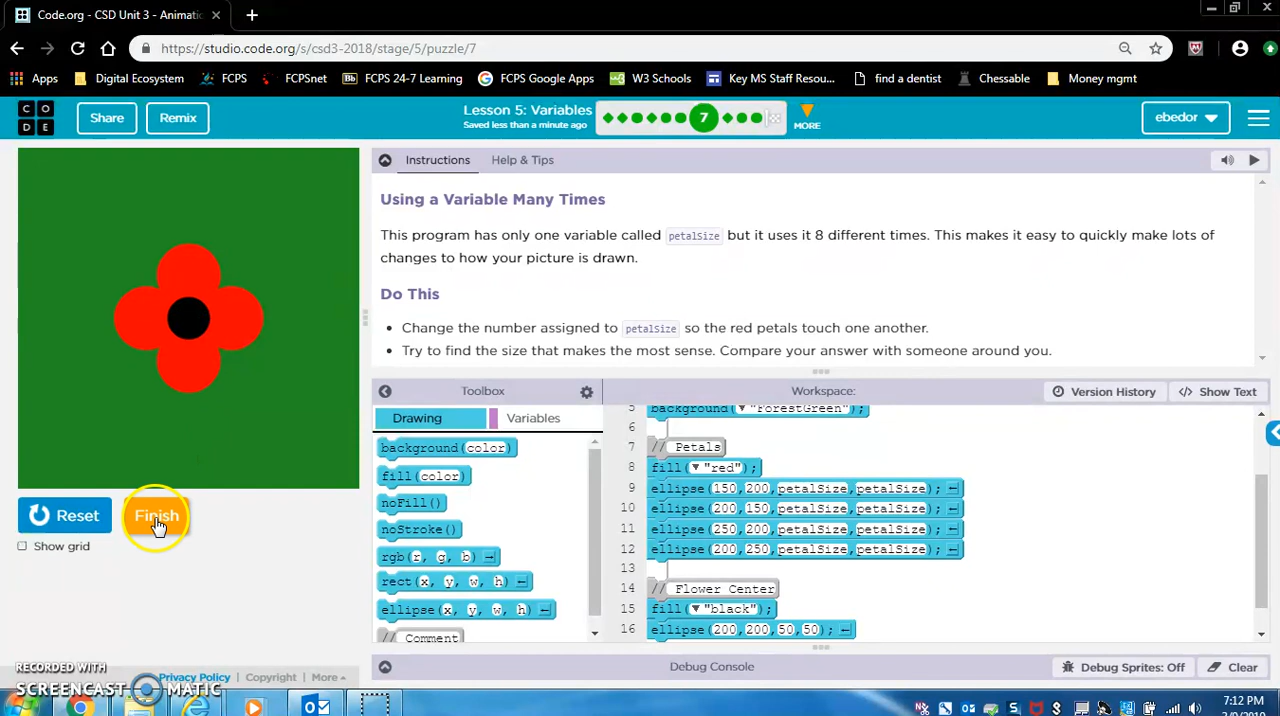 Code.org - CSD Unit 3 - Animatic
https://studio.code.org/s/csd3-2018/stage/5/puzzle/7
Apps Digital Ecosystem FCPS FCPSnet Bb FCPS 24-7 Learning FCPS Google Apps W3 Schools Key MS Staff Resou... find a dentist Chessable Money mgmt
C O D E Share Remix Lesson 5: Variables 7 MORE ebedor
Saved less than a minute ago
Instructions Help & Tips
Using a Variable Many Times
This program has only one variable called petalSize but it uses it 8 different times. This makes it easy to quickly make lots of
changes to how your picture is drawn.
Do This
• Change the number assigned to petalSize so the red petals touch one another.
• Try to find the size that makes the most sense. Compare your answer with someone around you.
Toolbox Workspace: Version History </> Show Text
Drawing Variables
background(color)
fill(color)
noFill()
noStroke()
rgb(r, g, b)
rect(x, y, w, h)
ellipse(x, y, w, h)
// Comment
5 background("ForestGreen");
6
7 // Petals
8 fill("red");
9 ellipse(150,200,petalSize,petalSize);
10 ellipse(200,150,petalSize,petalSize);
11 ellipse(250,200,petalSize,petalSize);
12 ellipse(200,250,petalSize,petalSize);
13
14 // Flower Center
15 fill("black");
16 ellipse(200,200,50,50);
Reset Finish
Show grid
Debug Console Debug Sprites: Off Clear
Privacy Policy | Copyright | More
RECORDED WITH
SCREENCAST MATIC
7:12 PM